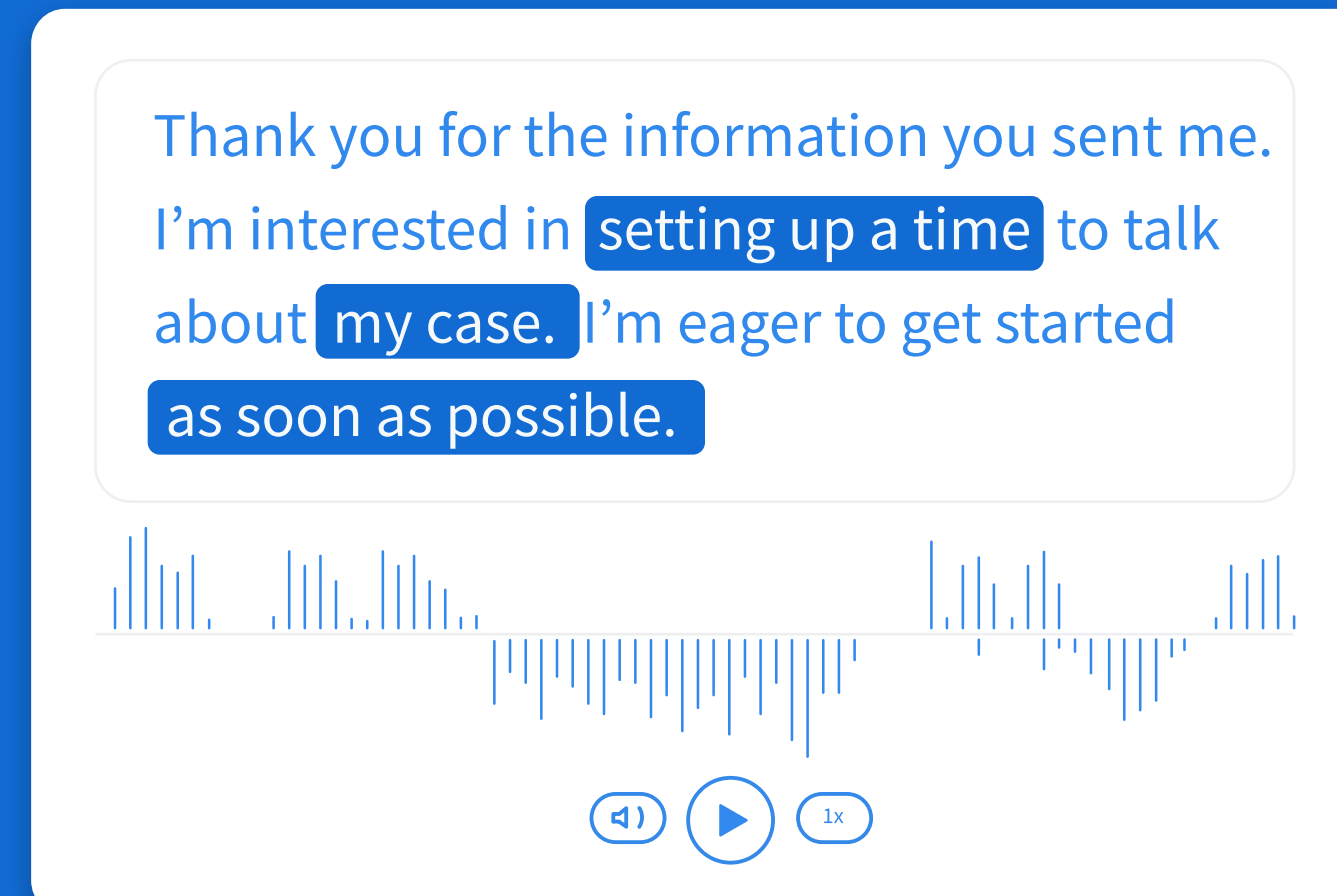 Thank you for the information you sent me.
I’m interested in setting up a time to talk
about my case. I’m eager to get started
as soon as possible.
1x